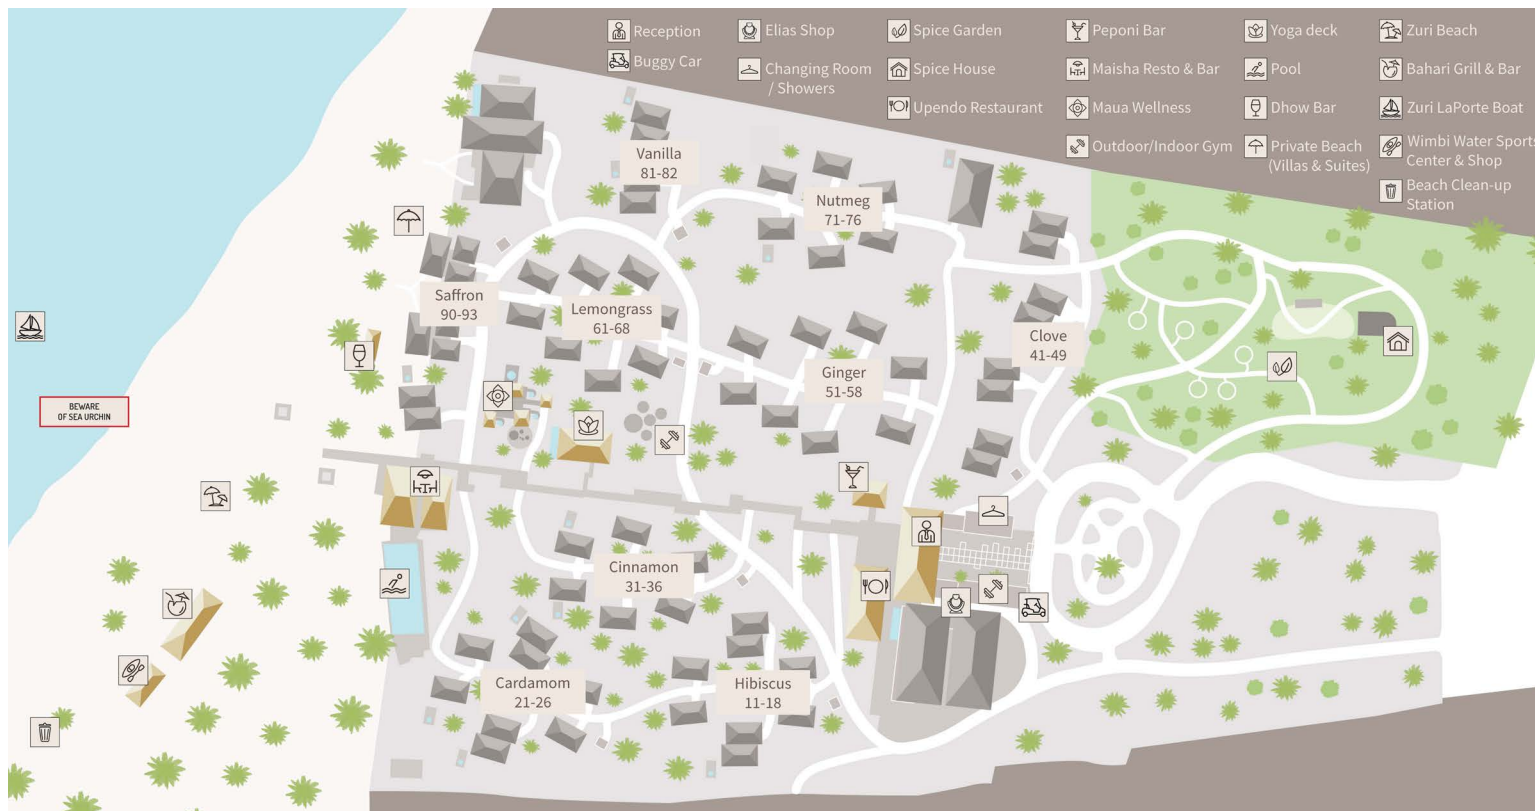 Reception
Buggy Car
Elias Shop
Changing Room
/ Showers
Spice Garden
Spice House
Upendo Restaurant
Peponi Bar
Maisha Resto & Bar
Maua Wellness
Outdoor/Indoor Gym
Yoga deck
Pool
Dhow Bar
Private Beach
(Villas & Suites)
Zuri Beach
Bahari Grill & Bar
Zuri LaPorte Boat
Wimbi Water Sports
Center & Shop
Beach Clean-up
Station
Vanilla
81-82
Nutmeg
71-76
Saffron
90-93
Lemongrass
61-68
Clove
41-49
Ginger
51-58
BEWARE
OF SEA URCHIN
Cinnamon
31-36
Cardamom
21-26
Hibiscus
11-18